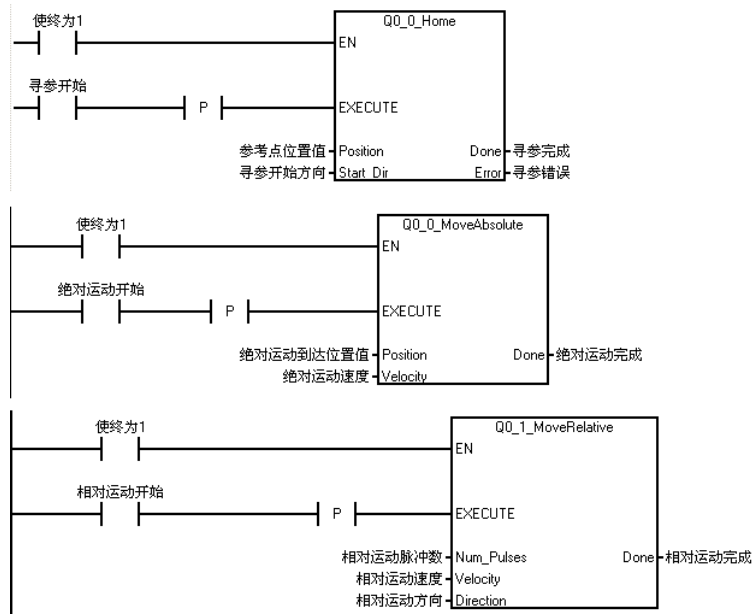 使终为1
Q0_0_Home
EN
寻参开始
P
EXECUTE
参考点位置值 Position Done 寻参完成
寻参开始方向 Start_Dir Error 寻参错误
使终为1
Q0_0_MoveAbsolute
EN
绝对运动开始
P
EXECUTE
绝对运动到达位置值 Position Done 绝对运动完成
绝对运动速度 Velocity
使终为1
Q0_1_MoveRelative
EN
相对运动开始
P
EXECUTE
相对运动脉冲数 Num_Pulses Done 相对运动完成
相对运动速度 Velocity
相对运动方向 Direction